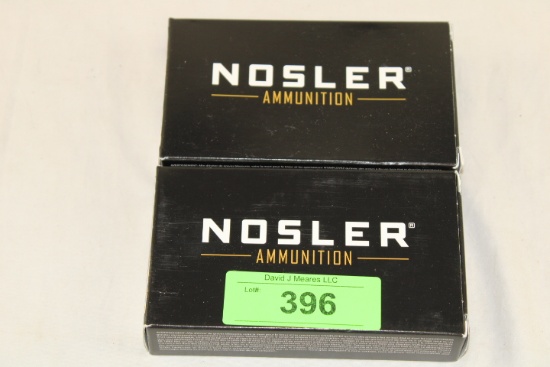 NOSLER®
AMMUNITION
NOSLER®
AMMUNITION
David J Meares LLC
Lot#:
396